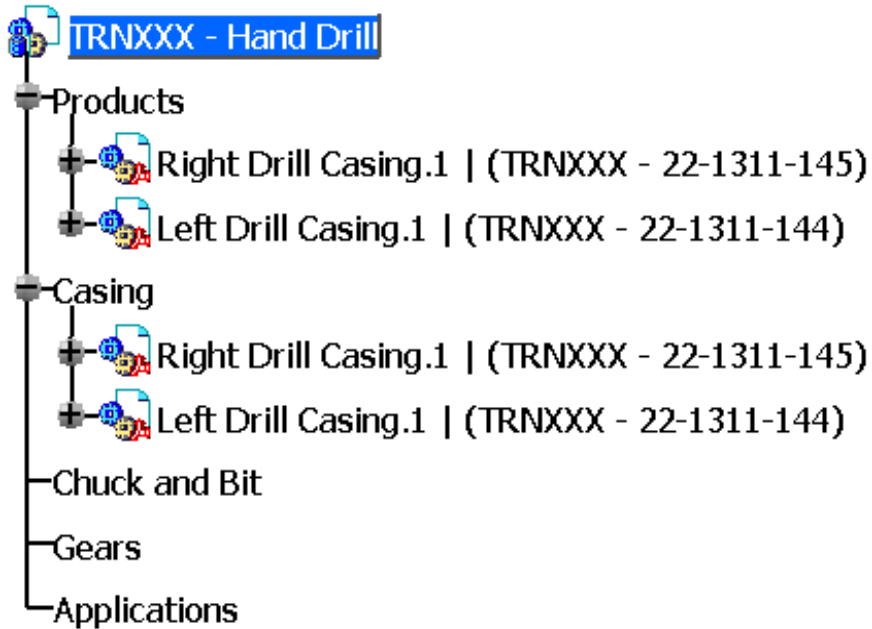 TRNXXX - Hand Drill
Products
Right Drill Casing.1 | (TRNXXX - 22-1311-145)
Left Drill Casing.1 | (TRNXXX - 22-1311-144)
Casing
Right Drill Casing.1 | (TRNXXX - 22-1311-145)
Left Drill Casing.1 | (TRNXXX - 22-1311-144)
Chuck and Bit
Gears
Applications